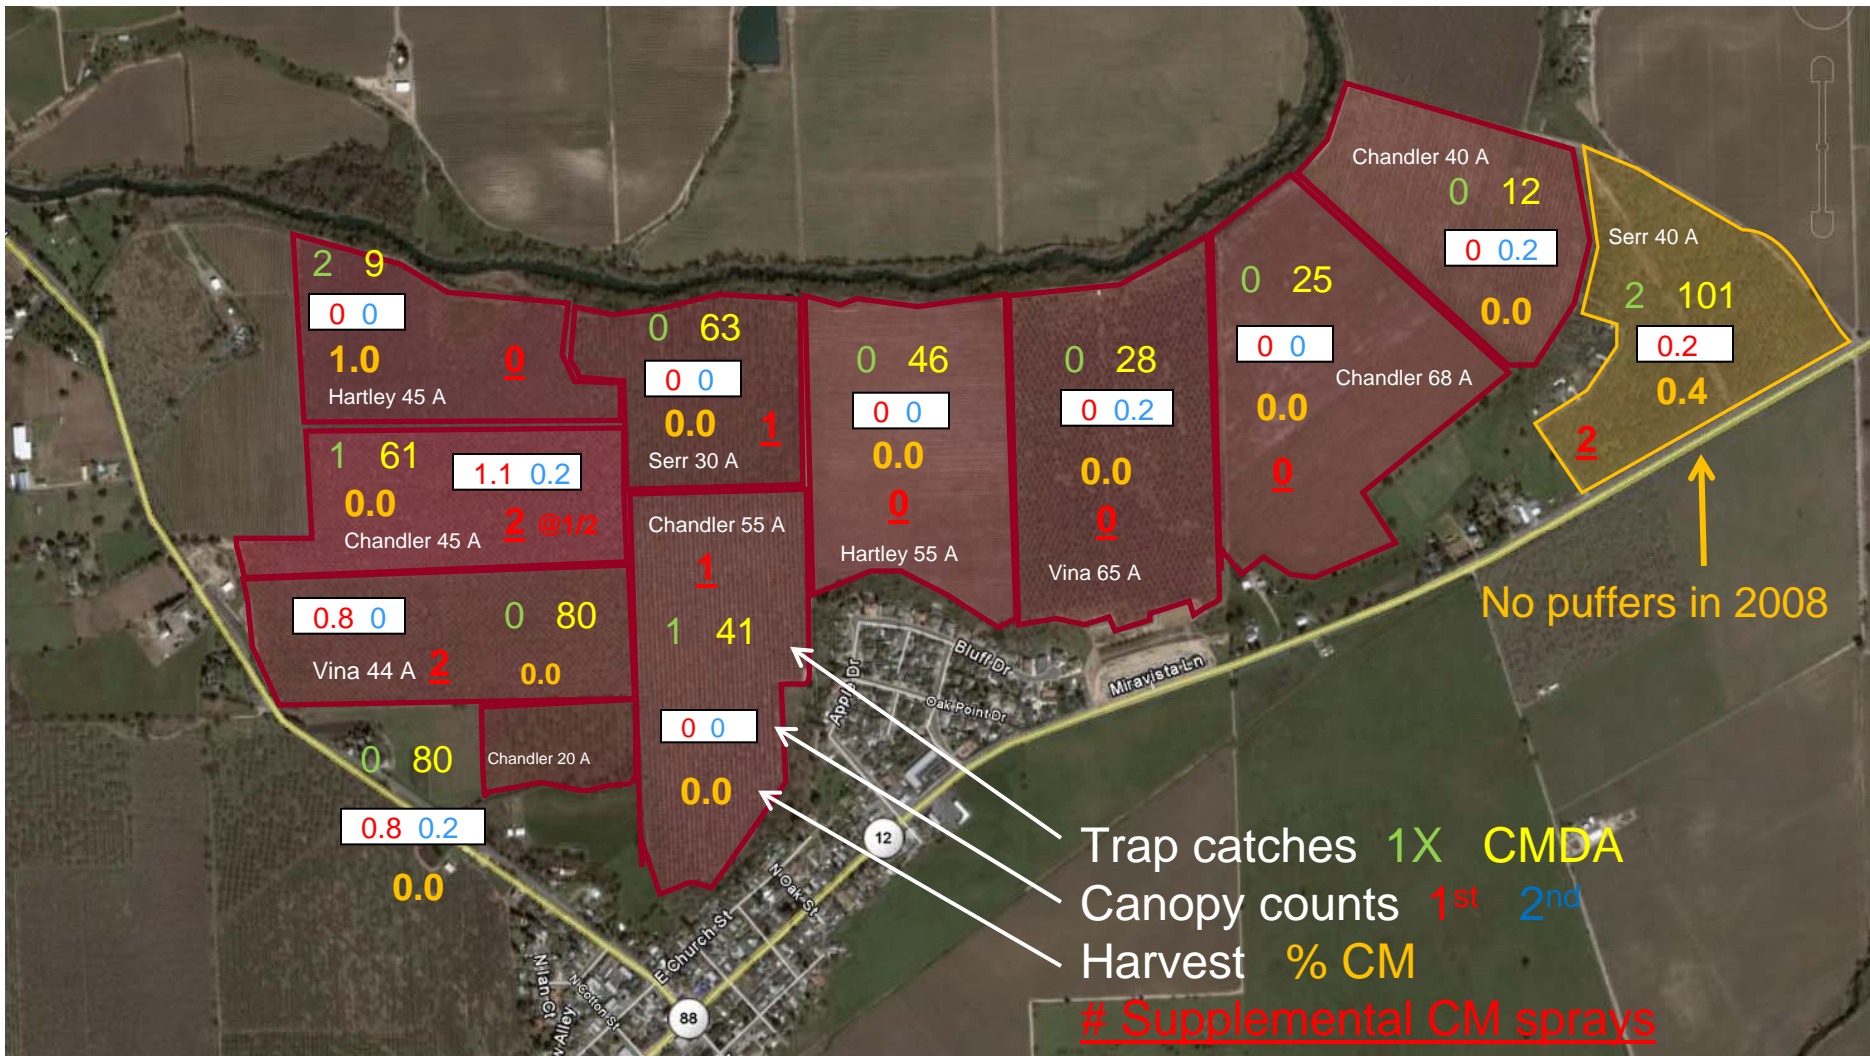 Chandler 40 A
0 12
0 0.2
0.0
Serr 40 A
2 101
0.2
0.4
2
No puffers in 2008
2 9
0 0
1.0
0
Hartley 45 A
0 63
0 0
0.0
1
Serr 30 A
0 46
0 0
0.0
0
Hartley 55 A
0 28
0 0.2
0.0
0
Vina 65 A
0 25
0 0
Chandler 68 A
0.0
0
1 61
1.1 0.2
0.0
2 @1/2
Chandler 45 A
Chandler 55 A
1
1 41
0 0
0.0
0.8 0
0 80
Vina 44 A
2
0.0
Chandler 20 A
0 80
0.8 0.2
0.0
Bluff Dr
Apple Dr
Oak Point Dr
Miravista Ln
12
N Oak St
E Church St
Nilan Ct
N Cotton St
w Alley
88
Trap catches 1X CMDA
Canopy counts 1st 2nd
Harvest % CM
# Supplemental CM sprays